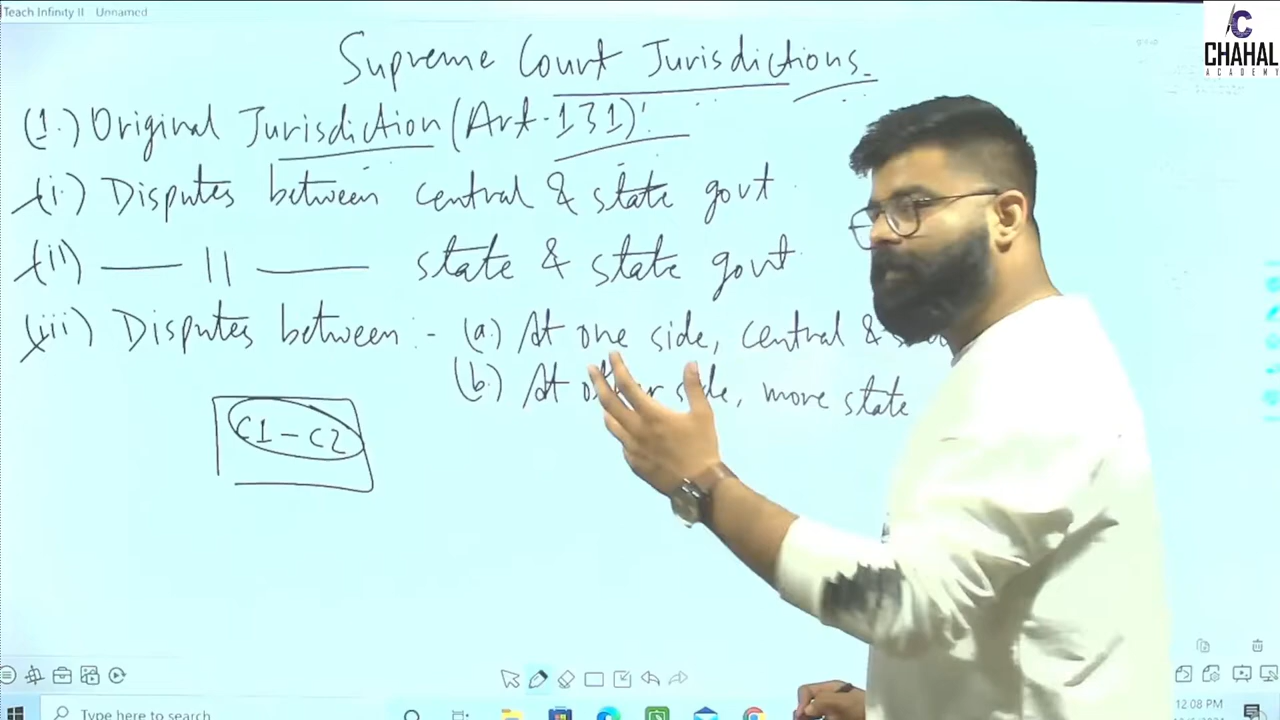 Teach Infinity II Unnamed
CHAHAL
ACADEMY
Supreme Court Jurisdictions
(1.) Original Jurisdiction (Art-131):
(i) Disputes between central & state govt
(ii) —— 11 —— state & state govt
(iii) Disputes between :- (a.) At one side, central &
(b.) At other side, more state
C1-C2
Type here to search
12:08 PM